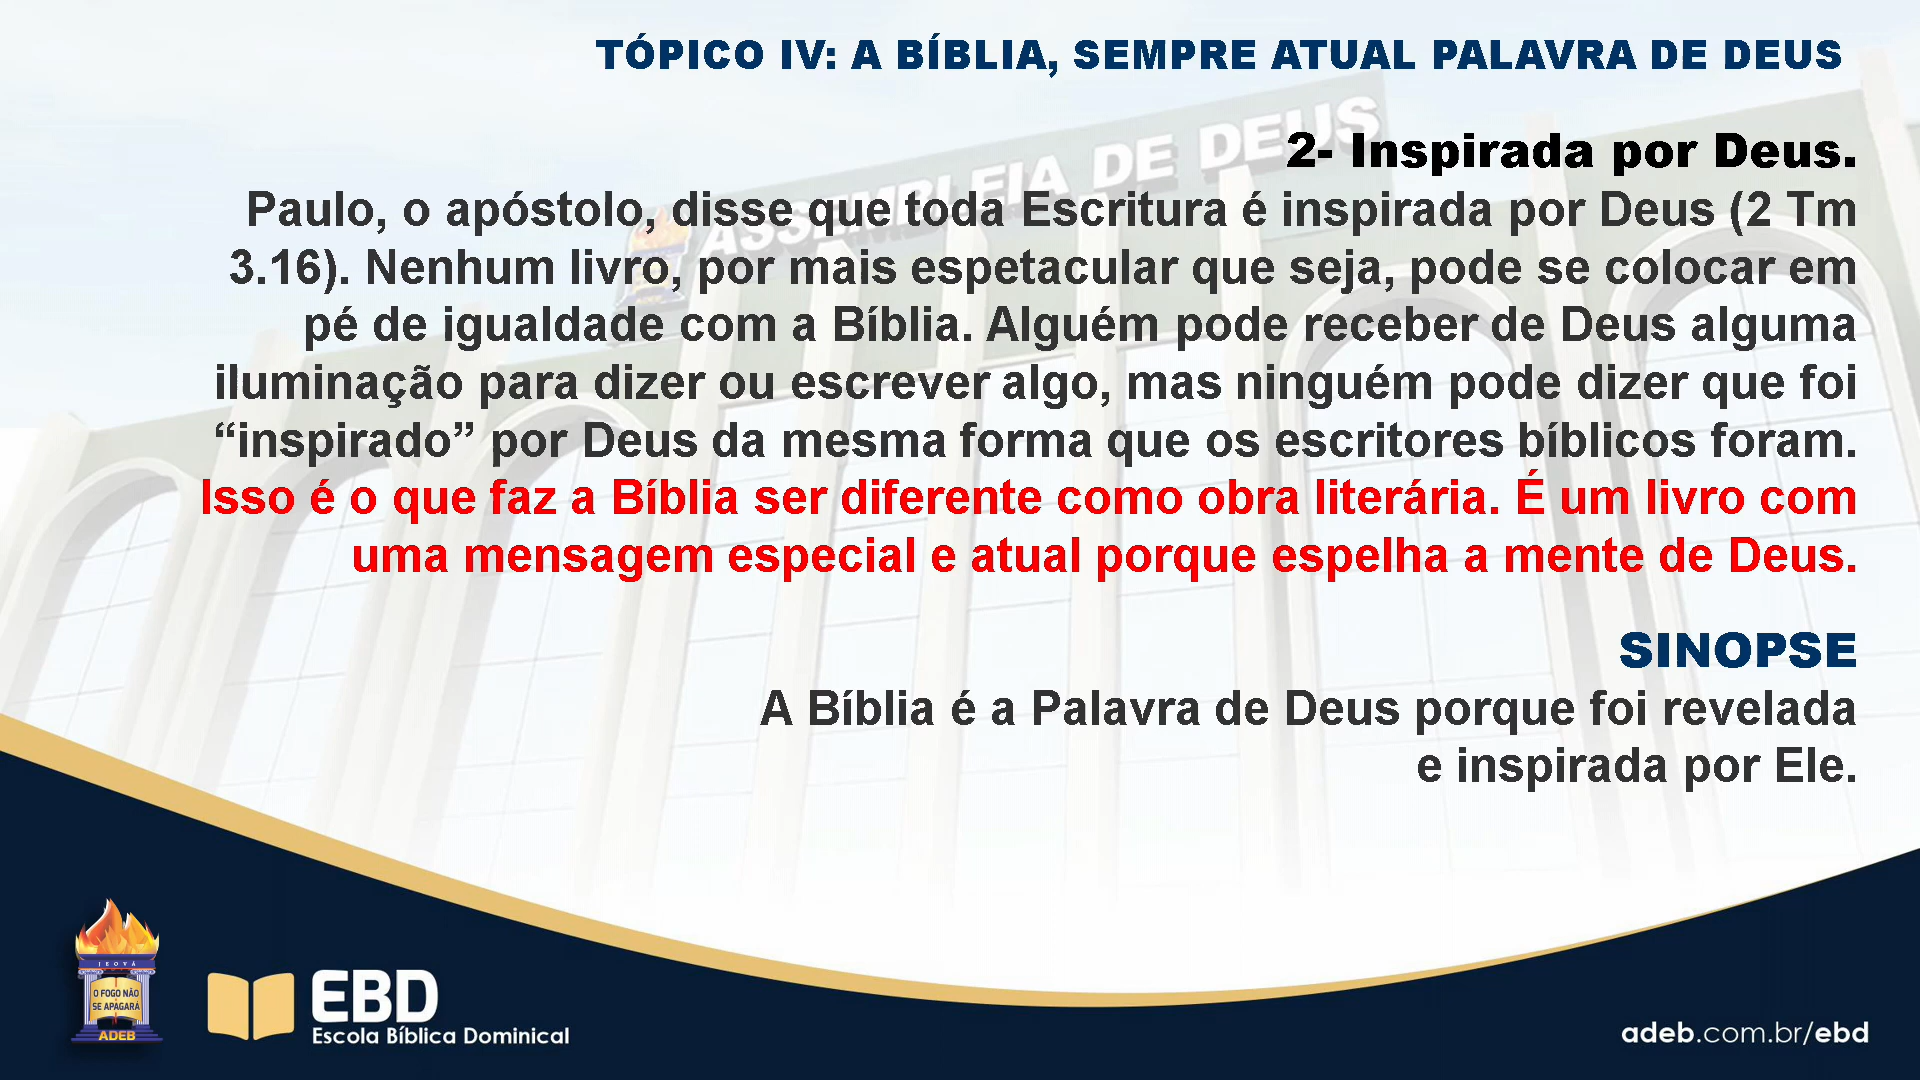 TÓPICO IV: A BÍBLIA, SEMPRE ATUAL PALAVRA DE DEUS
ASSEMBLEIA DE DEUS
2- Inspirada por Deus.
Paulo, o apóstolo, disse que toda Escritura é inspirada por Deus (2 Tm
3.16). Nenhum livro, por mais espetacular que seja, pode se colocar em
pé de igualdade com a Bíblia. Alguém pode receber de Deus alguma
iluminação para dizer ou escrever algo, mas ninguém pode dizer que foi
“inspirado” por Deus da mesma forma que os escritores bíblicos foram.
Isso é o que faz a Bíblia ser diferente como obra literária. É um livro com
uma mensagem especial e atual porque espelha a mente de Deus.
SINOPSE
A Bíblia é a Palavra de Deus porque foi revelada
e inspirada por Ele.
JEOVÁ
O FOGO NÃO
SE APAGARÁ
ADEB
EBD
Escola Bíblica Dominical
adeb.com.br/ebd